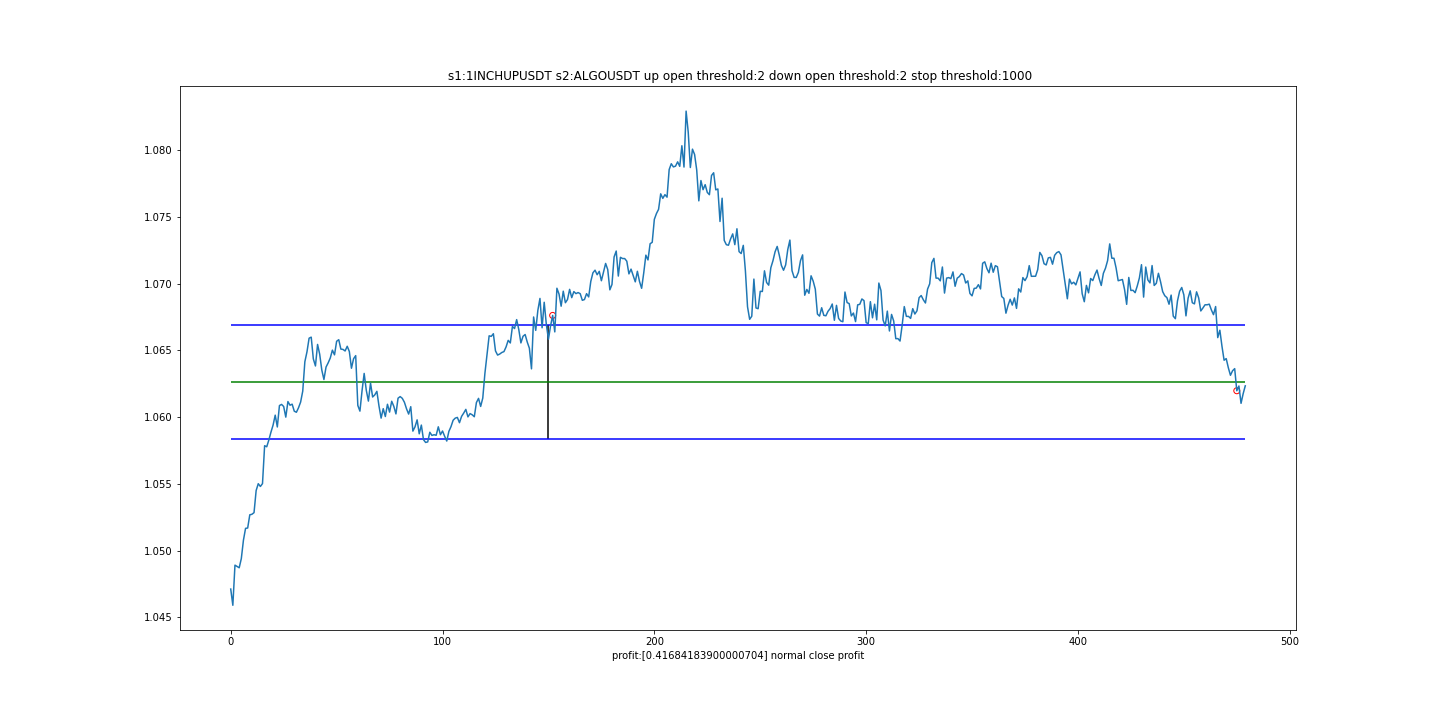 s1:1INCHUPUSDT s2:ALGOUSDT up open threshold:2 down open threshold:2 stop threshold:1000
1.080
1.075
1.070
1.065
1.060
1.055
1.050
1.045
0 100 200 300 400 500
profit:[0.41684183900000704] normal close profit